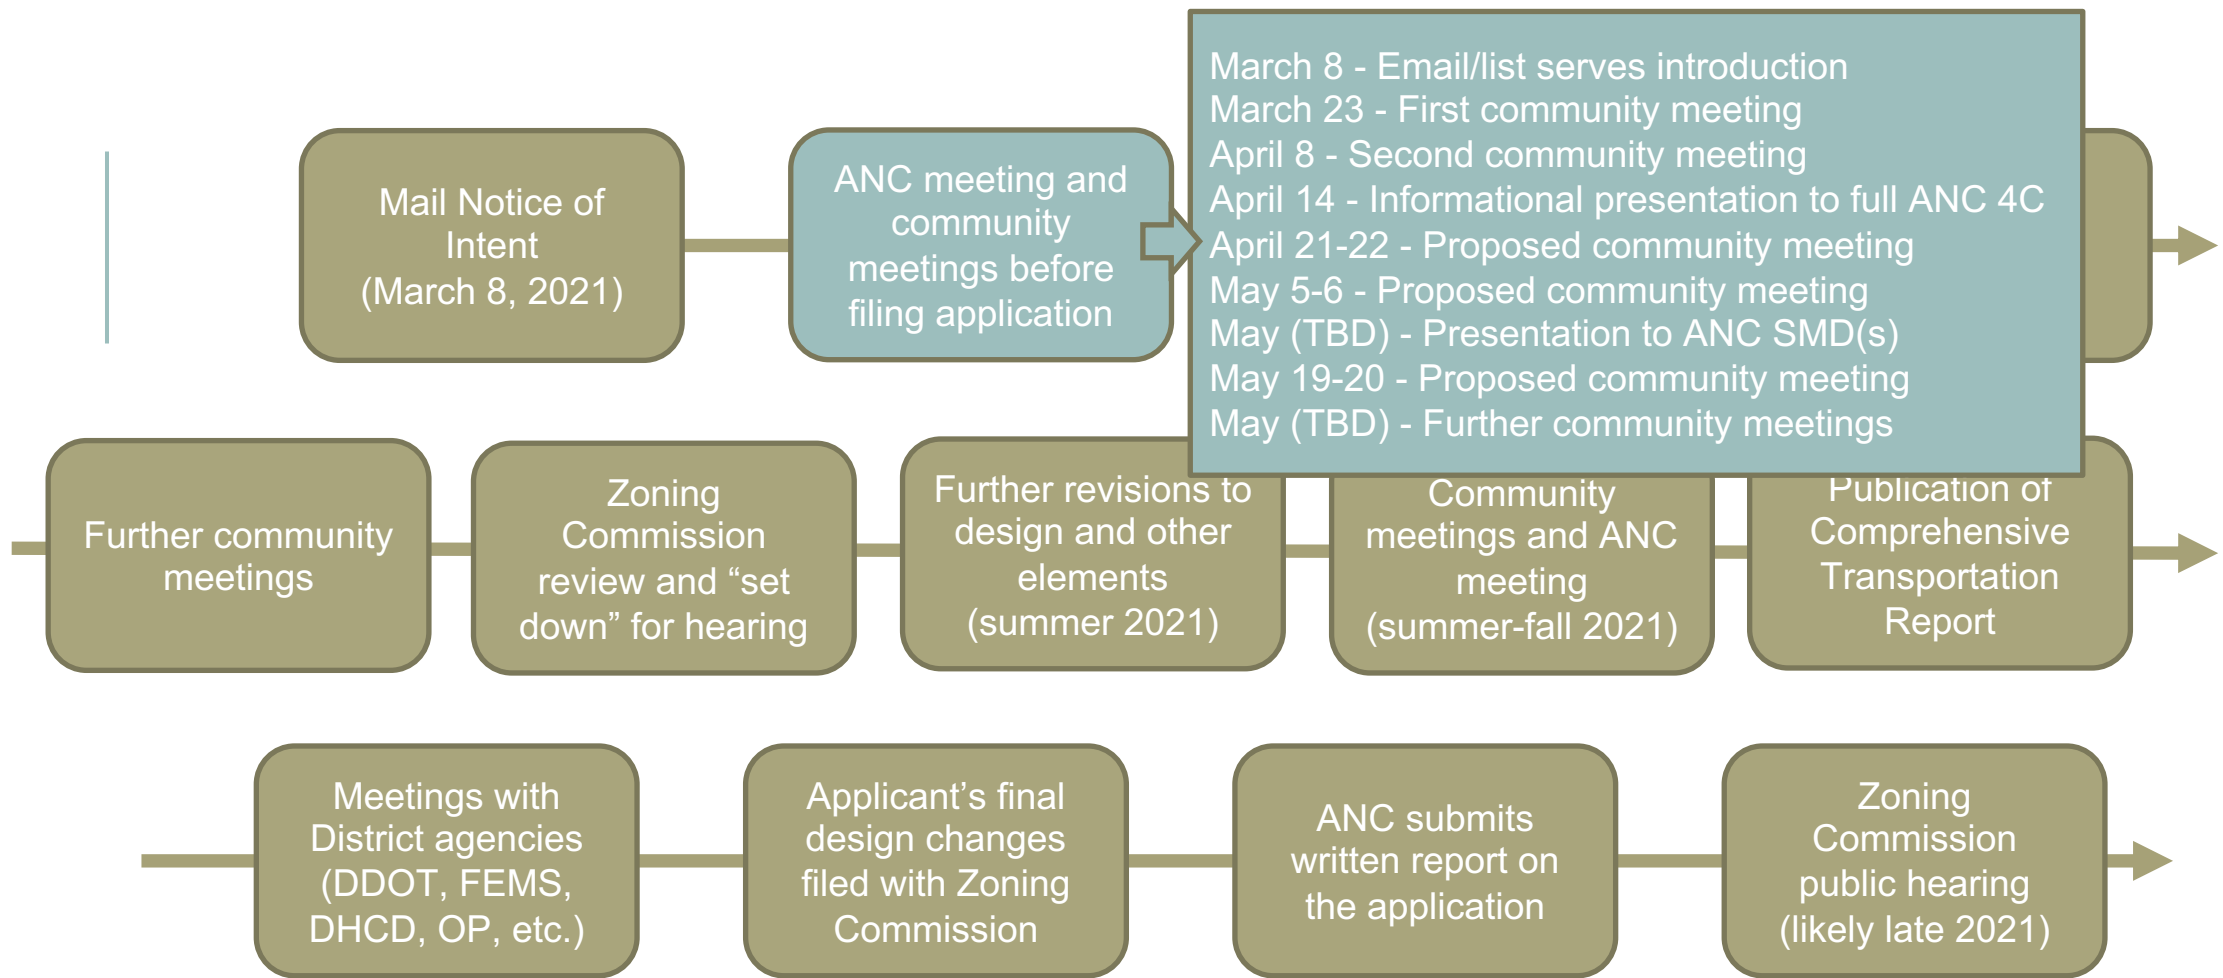 Mail Notice of
Intent
(March 8, 2021)
ANC meeting and
community
meetings before
filing application
March 8 - Email/list serves introduction
March 23 - First community meeting
April 8 - Second community meeting
April 14 - Informational presentation to full ANC 4C
April 21-22 - Proposed community meeting
May 5-6 - Proposed community meeting
May (TBD) - Presentation to ANC SMD(s)
May 19-20 - Proposed community meeting
May (TBD) - Further community meetings
Further community
meetings
Zoning
Commission
review and “set
down” for hearing
Further revisions to
design and other
elements
(summer 2021)
Community
meetings and ANC
meeting
(summer-fall 2021)
Publication of
Comprehensive
Transportation
Report
Meetings with
District agencies
(DDOT, FEMS,
DHCD, OP, etc.)
Applicant’s final
design changes
filed with Zoning
Commission
ANC submits
written report on
the application
Zoning
Commission
public hearing
(likely late 2021)